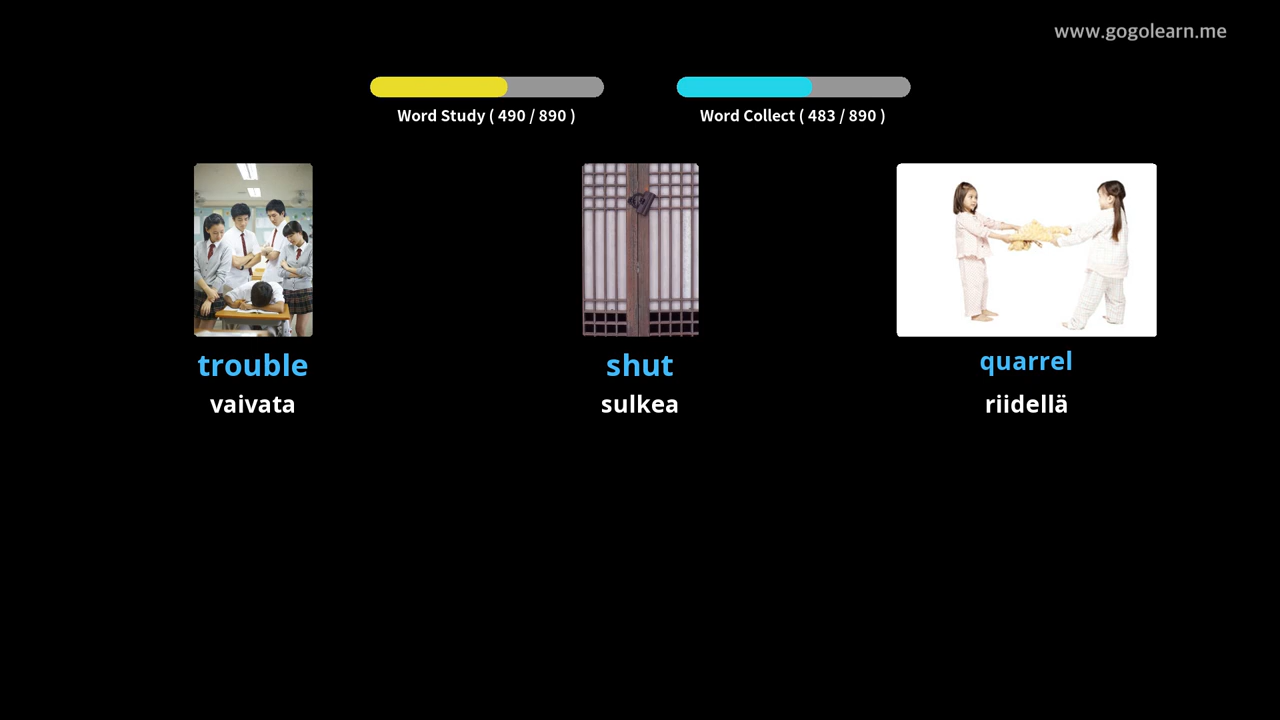 www.gogolearn.me
Word Study ( 490 / 890 )
Word Collect ( 483 / 890 )
trouble
vaivata
shut
sulkea
quarrel
riidellä